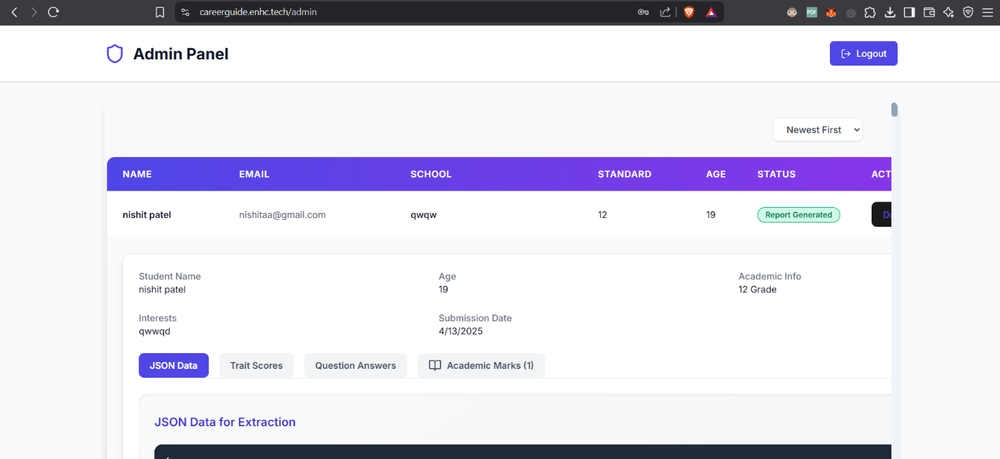 careerguide.enhc.tech/admin
PDF
Admin Panel
Logout
Newest First
NAME EMAIL SCHOOL STANDARD AGE STATUS ACT
nishit patel nishitaa@gmail.com qwqw 12 19 Report Generated Do
Student Name Age Academic Info
nishit patel 19 12 Grade
Interests Submission Date
qwwqd 4/13/2025
JSON Data Trait Scores Question Answers Academic Marks (1)
JSON Data for Extraction